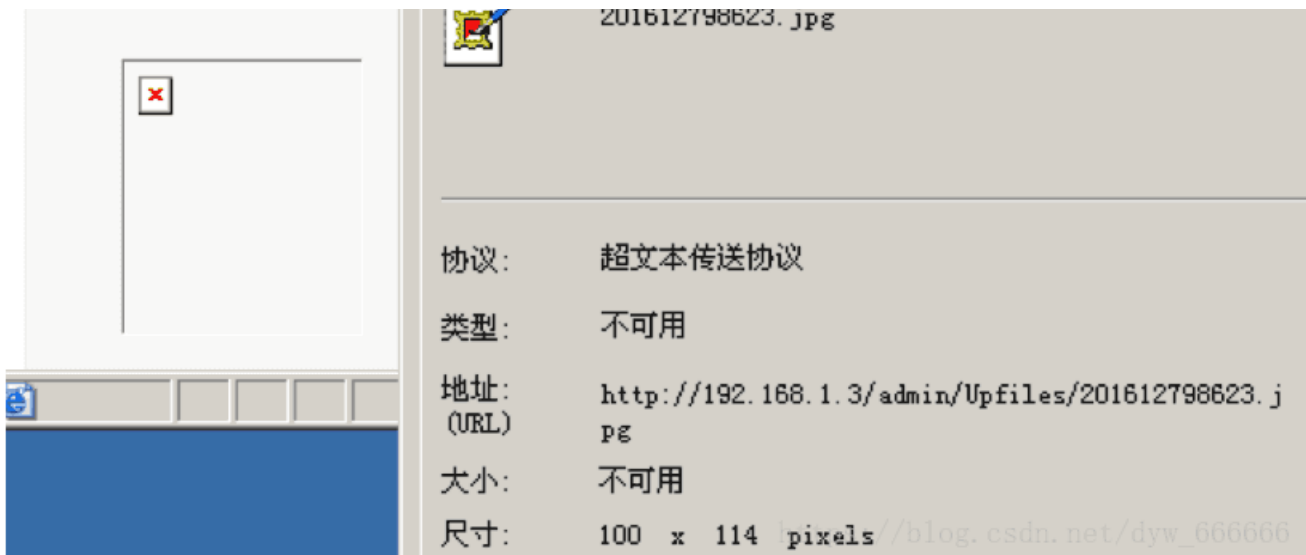 201612798623.jpg
协议: 超文本传送协议
类型: 不可用
地址: (URL) http://192.168.1.3/admin/Upfiles/201612798623.j
pg
大小: 不可用
尺寸: 100 x 114 pixels
https://blog.csdn.net/dyw_666666